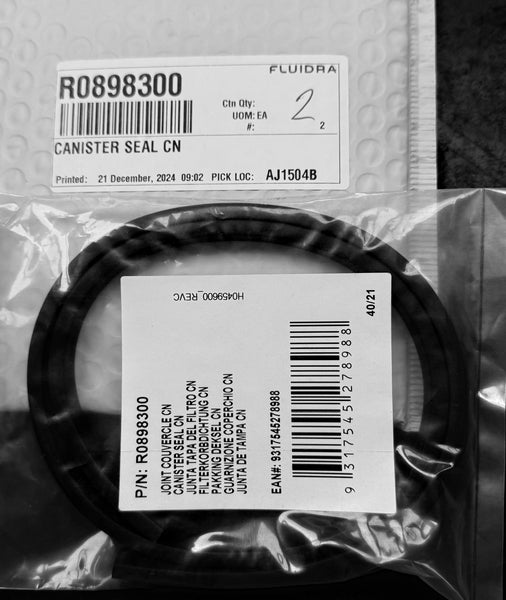 FLUIDRA
R0898300
Ctn Qty: 2
UOM: EA
#: 2
CANISTER SEAL CN
Printed: 21 December, 2024 09:02 PICK LOC: AJ1504B
H0459600_REVC
40/21
P/N: R0898300
JOINT COUVERCLE CN
CANISTER SEAL CN
JUNTA TAPA DEL FILTRO CN
FILTERKORBDICHTUNG CN
PAKKING DEKSEL CN
GUARNIZIONE COPERCHIO CN
JUNTA DE TAMPA CN
EAN#: 9317545278988
9 317545 278988